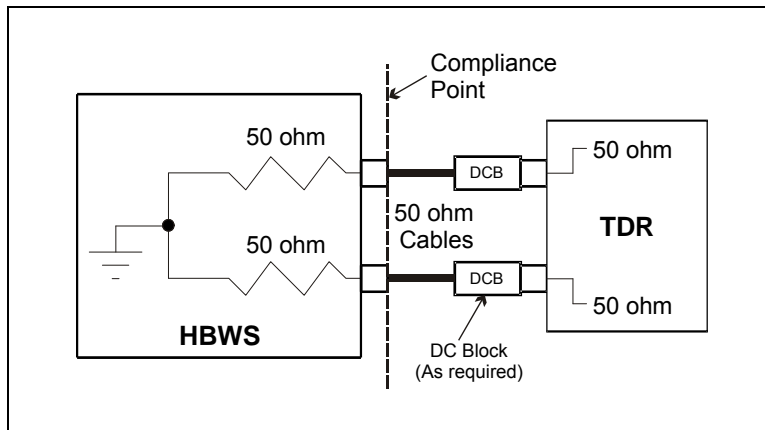 Compliance
Point
50 ohm
50 ohm
DCB
50 ohm
Cables
TDR
50 ohm
DCB
50 ohm
HBWS
DC Block
(As required)